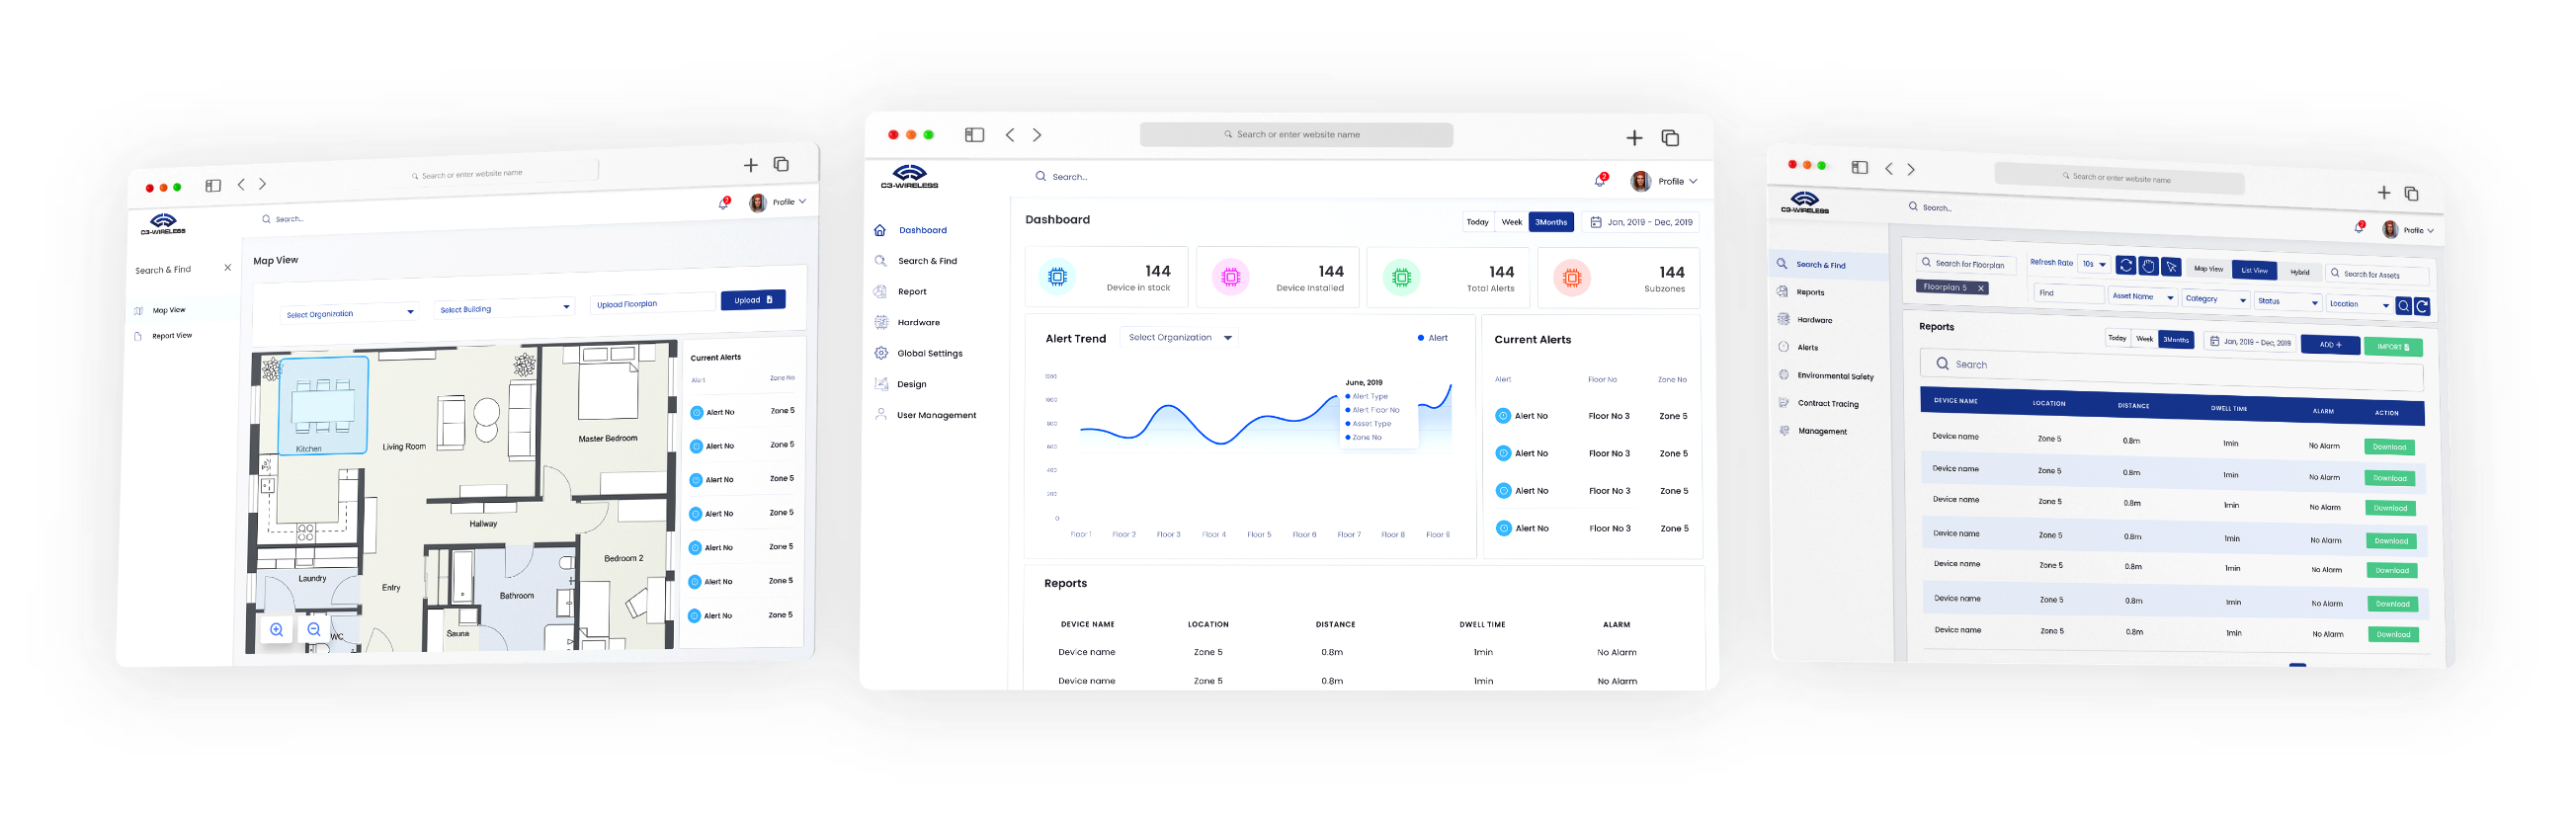 Search or enter website name
C3-WIRELESS
Search...
2
Profile
Search & Find
Map View
Report View
Map View
Select Organization
Select Building
Upload Floorplan
Upload
Kitchen
Living Room
Master Bedroom
Hallway
Bedroom 2
Laundry
Entry
Bathroom
WC
Sauna
Current Alerts
Alert
Zone No
Alert No Zone 5
Alert No Zone 5
Alert No Zone 5
Alert No Zone 5
Alert No Zone 5
Alert No Zone 5
Alert No Zone 5
Search or enter website name
C3-WIRELESS
Search...
2
Profile
Dashboard
Search & Find
Report
Hardware
Global Settings
Design
User Management
Dashboard
Today Week 3Months Jan, 2019 - Dec, 2019
144
Device in stock
144
Device Installed
144
Total Alerts
144
Subzones
Alert Trend
Select Organization
Alert
1200
1000
800
600
400
200
0
Floor 1 Floor 2 Floor 3 Floor 4 Floor 5 Floor 6 Floor 7 Floor 8 Floor 8
June, 2019
Alert Type
Alert Floor No
Asset Type
Zone No
Current Alerts
Alert Floor No Zone No
Alert No Floor No 3 Zone 5
Alert No Floor No 3 Zone 5
Alert No Floor No 3 Zone 5
Alert No Floor No 3 Zone 5
Reports
DEVICE NAME LOCATION DISTANCE DWELL TIME ALARM
Device name Zone 5 0.8m 1min No Alarm
Device name Zone 5 0.8m 1min No Alarm
Search or enter website name
C3-WIRELESS
Search...
2
Profile
Search & Find
Reports
Hardware
Alerts
Environmental Safety
Contract Tracing
Management
Search for Floorplan
Floorplan 5 X
Refresh Rate 10s
Map View List View Hybrid
Search for Assets
Find
Asset Name
Category
Status
Location
Reports
Today Week 3Months Jan, 2019 - Dec, 2019 ADD + IMPORT
Search
DEVICE NAME LOCATION DISTANCE DWELL TIME ALARM ACTION
Device name Zone 5 0.8m 1min No Alarm Download
Device name Zone 5 0.8m 1min No Alarm Download
Device name Zone 5 0.8m 1min No Alarm Download
Device name Zone 5 0.8m 1min No Alarm Download
Device name Zone 5 0.8m 1min No Alarm Download
Device name Zone 5 0.8m 1min No Alarm Download
Device name Zone 5 0.8m 1min No Alarm Download